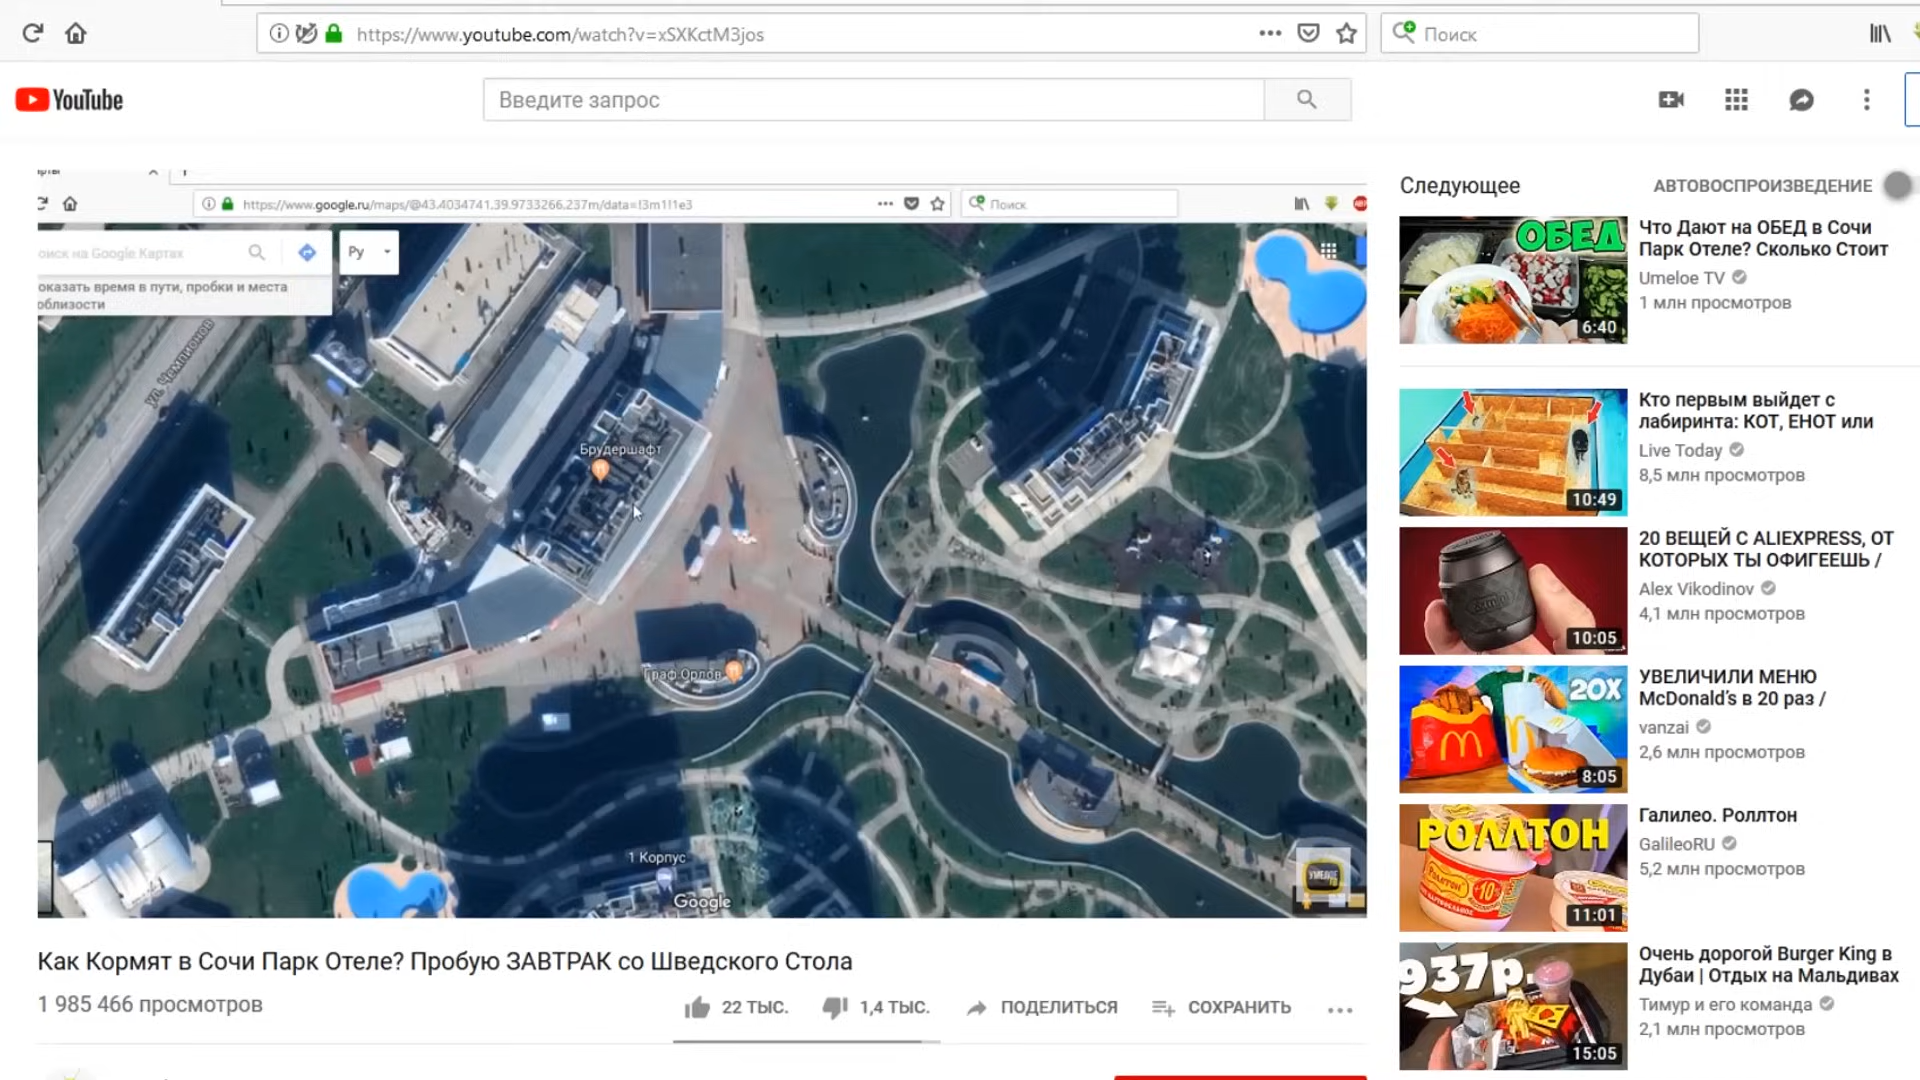 https://www.youtube.com/watch?v=xSXKctM3jos
Поиск
YouTube
Введите запрос
https://www.google.ru/maps/@43.4034741,39.9733266,237m/data=!3m1!1e3
Поиск
оиск на Google Картах
Ру
оказать время в пути, пробки и места
облизости
ул. Чемпионов
Брудершафт
Граф Орлов
1 Корпус
Google
УМЕЛОЕ
Как Кормят в Сочи Парк Отеле? Пробую ЗАВТРАК со Шведского Стола
1 985 466 просмотров
22 ТЫС.
1,4 ТЫС.
ПОДЕЛИТЬСЯ
СОХРАНИТЬ
Следующее
АВТОВОСПРОИЗВЕДЕНИЕ
ОБЕД
6:40
Что Дают на ОБЕД в Сочи
Парк Отеле? Сколько Стоит
Umeloe TV
1 млн просмотров
10:49
Кто первым выйдет с
лабиринта: КОТ, ЕНОТ или
Live Today
8,5 млн просмотров
10:05
20 ВЕЩЕЙ С ALIEXPRESS, ОТ
КОТОРЫХ ТЫ ОФИГЕЕШЬ /
Alex Vikodinov
4,1 млн просмотров
20X
8:05
УВЕЛИЧИЛИ МЕНЮ
McDonald's в 20 раз /
vanzai
2,6 млн просмотров
РОЛЛТОН
РОЛЛТОН
+10%
11:01
Галилео. Роллтон
GalileoRU
5,2 млн просмотров
937р.
15:05
Очень дорогой Burger King в
Дубаи | Отдых на Мальдивах
Тимур и его команда
2,1 млн просмотров